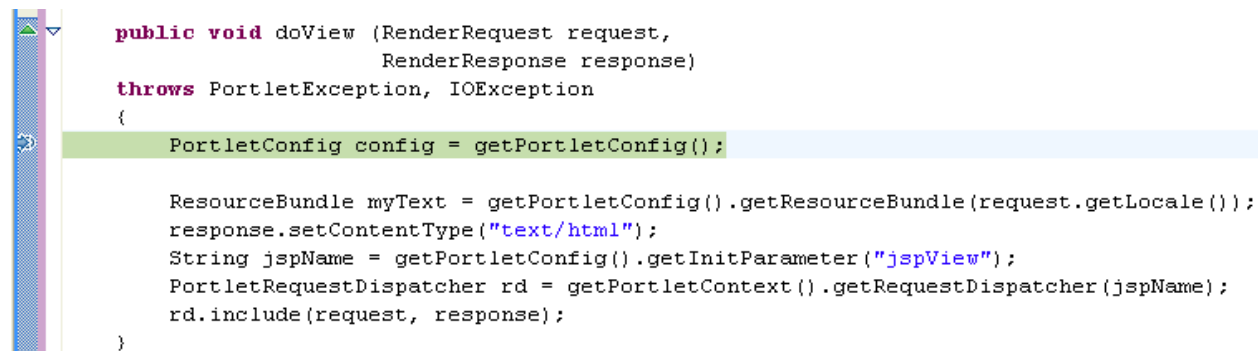 public void doView (RenderRequest request,
RenderResponse response)
throws PortletException, IOException
{
PortletConfig config = getPortletConfig();
ResourceBundle myText = getPortletConfig().getResourceBundle(request.getLocale());
response.setContentType("text/html");
String jspName = getPortletConfig().getInitParameter("jspView");
PortletRequestDispatcher rd = getPortletContext().getRequestDispatcher(jspName);
rd.include(request, response);
}